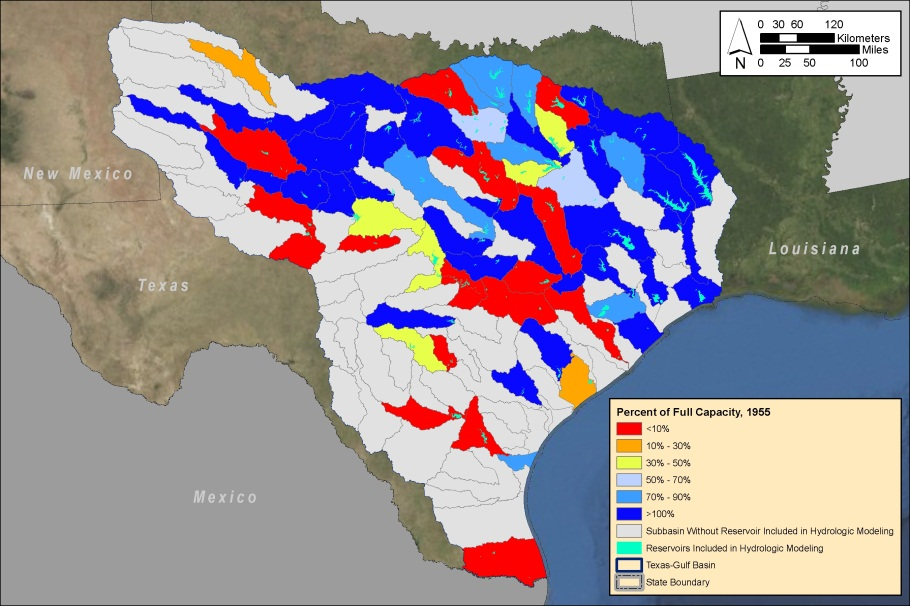 0 30 60 120
Kilometers
Miles
N 0 25 50 100
New Mexico
Louisiana
Texas
Mexico
Percent of Full Capacity, 1955
<10%
10% - 30%
30% - 50%
50% - 70%
70% - 90%
>100%
Subbasin Without Reservoir Included in Hydrologic Modeling
Reservoirs Included in Hydrologic Modeling
Texas-Gulf Basin
State Boundary